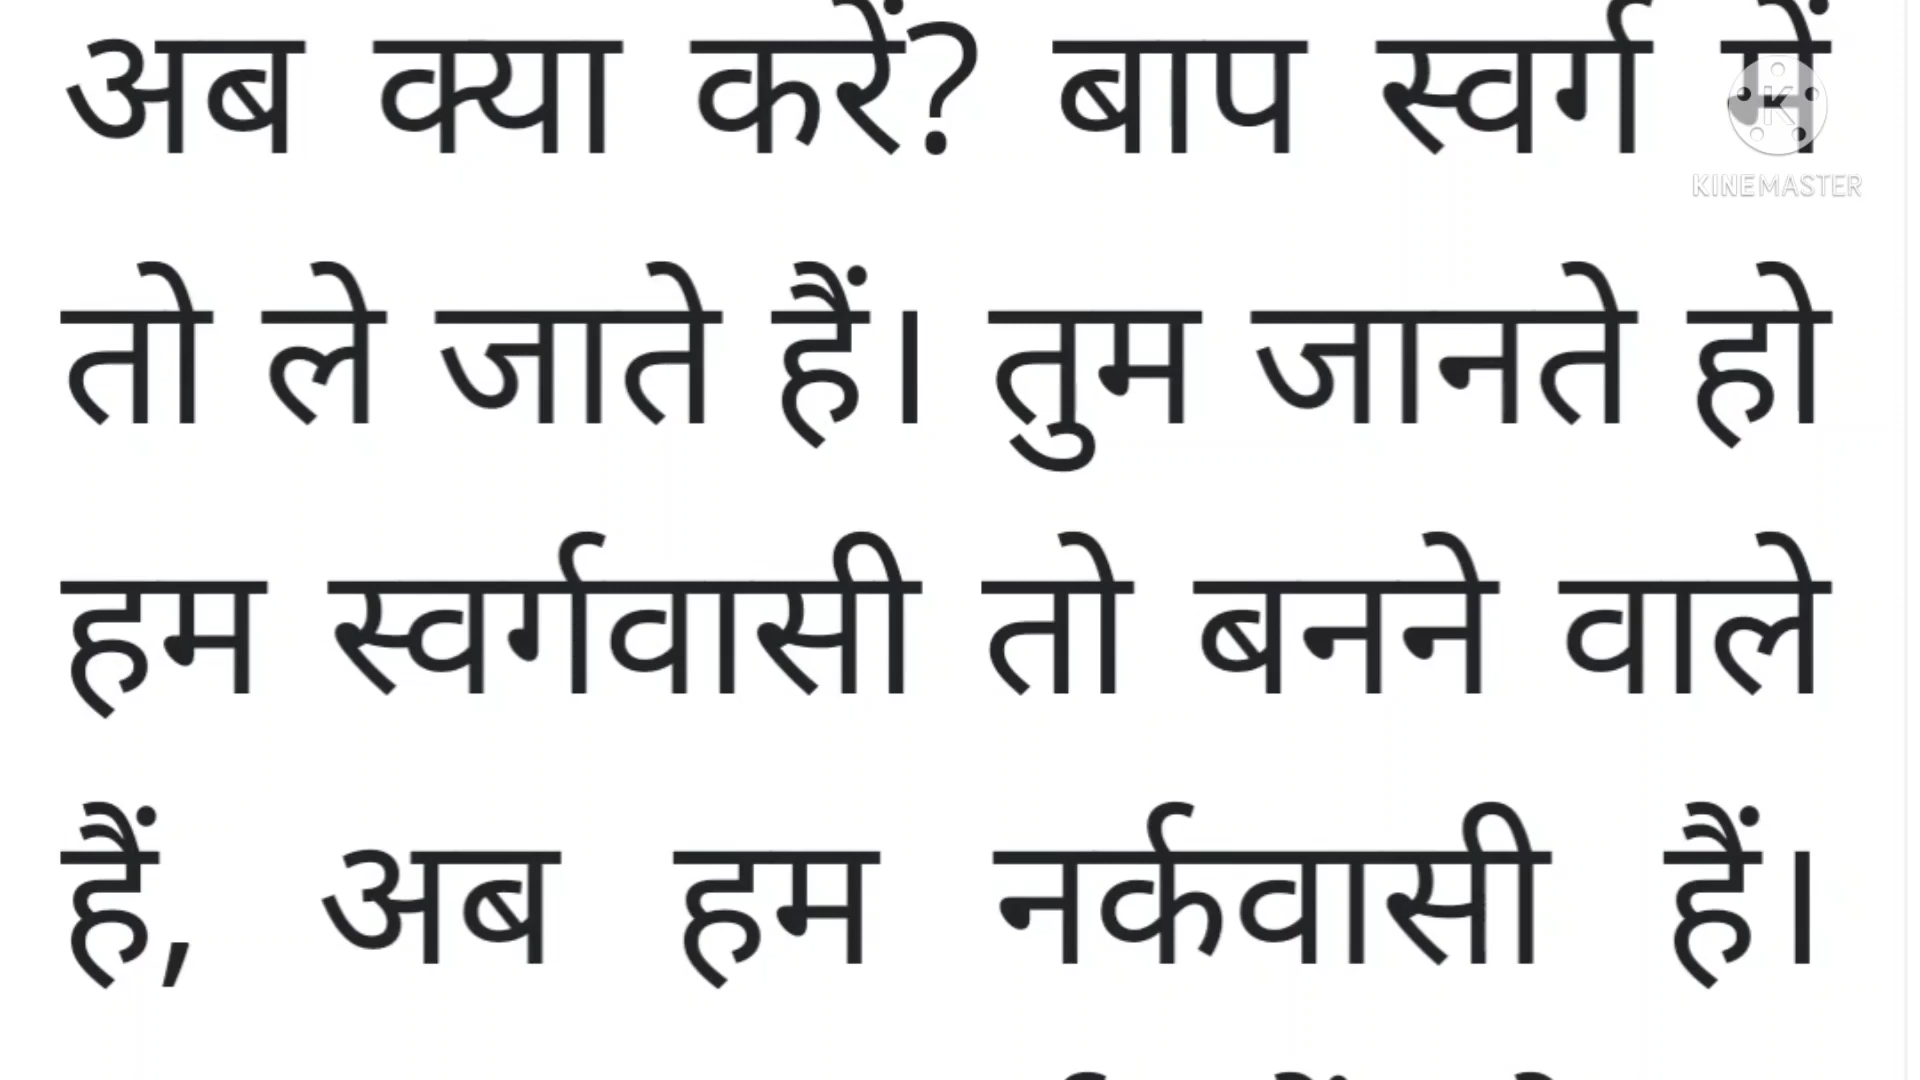 अब क्या करें? बाप स्वर्ग में
KINEMASTER
तो ले जाते हैं। तुम जानते हो
हम स्वर्गवासी तो बनने वाले
हैं, अब हम नर्कवासी हैं।